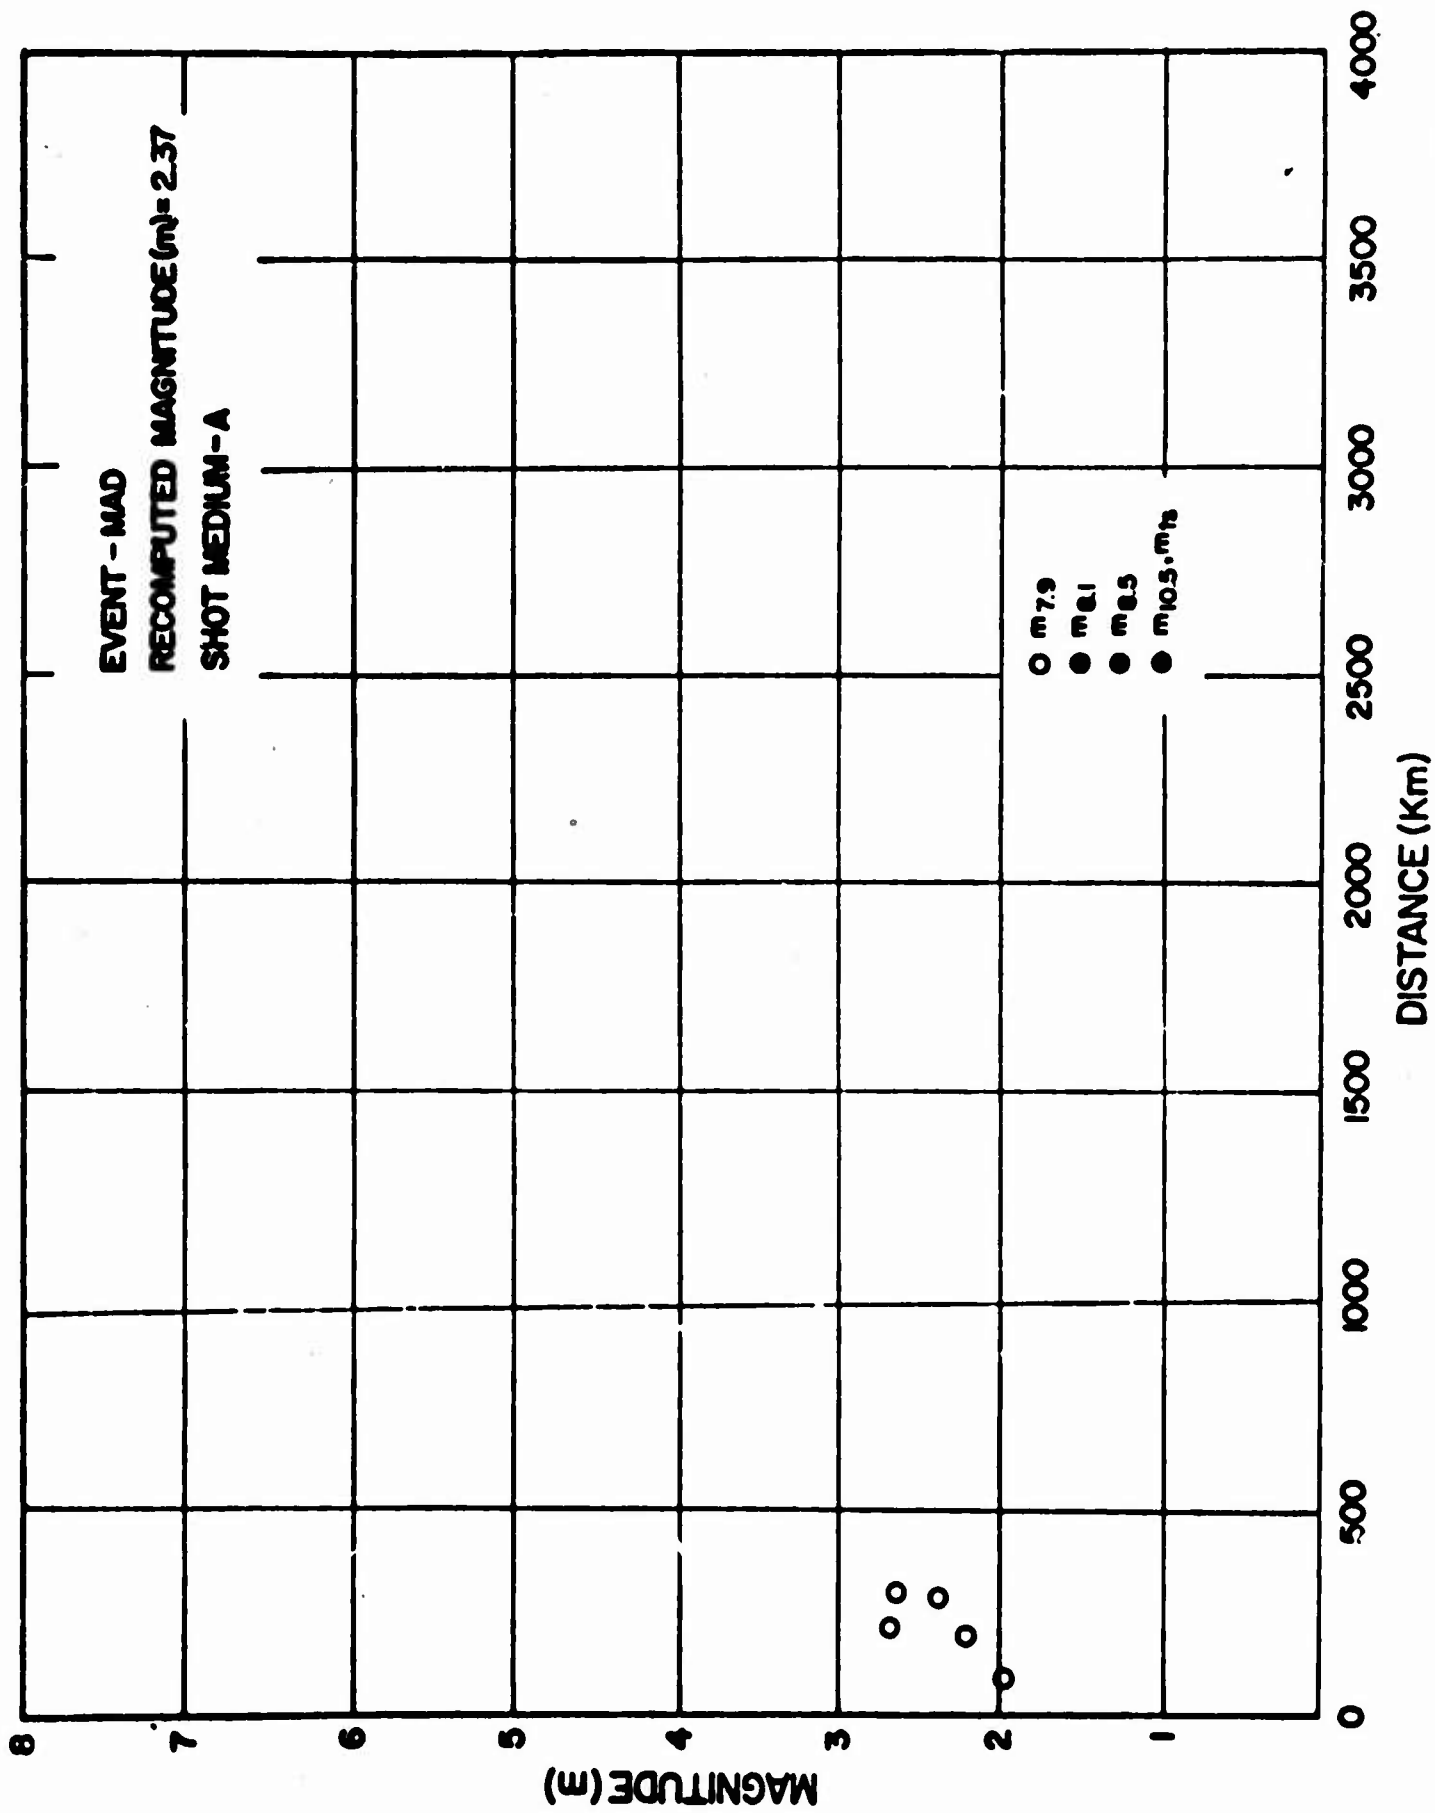 EVENT - MAD
RECOMPUTED MAGNITUDE (m) = 2.37
SHOT MEDIUM - A
8
7
6
5
4
3
2
1
MAGNITUDE (m)
m7.9
m8.1
m8.5
m10.5, mts
0
500
1000
1500
2000
2500
3000
3500
4000
DISTANCE (Km)